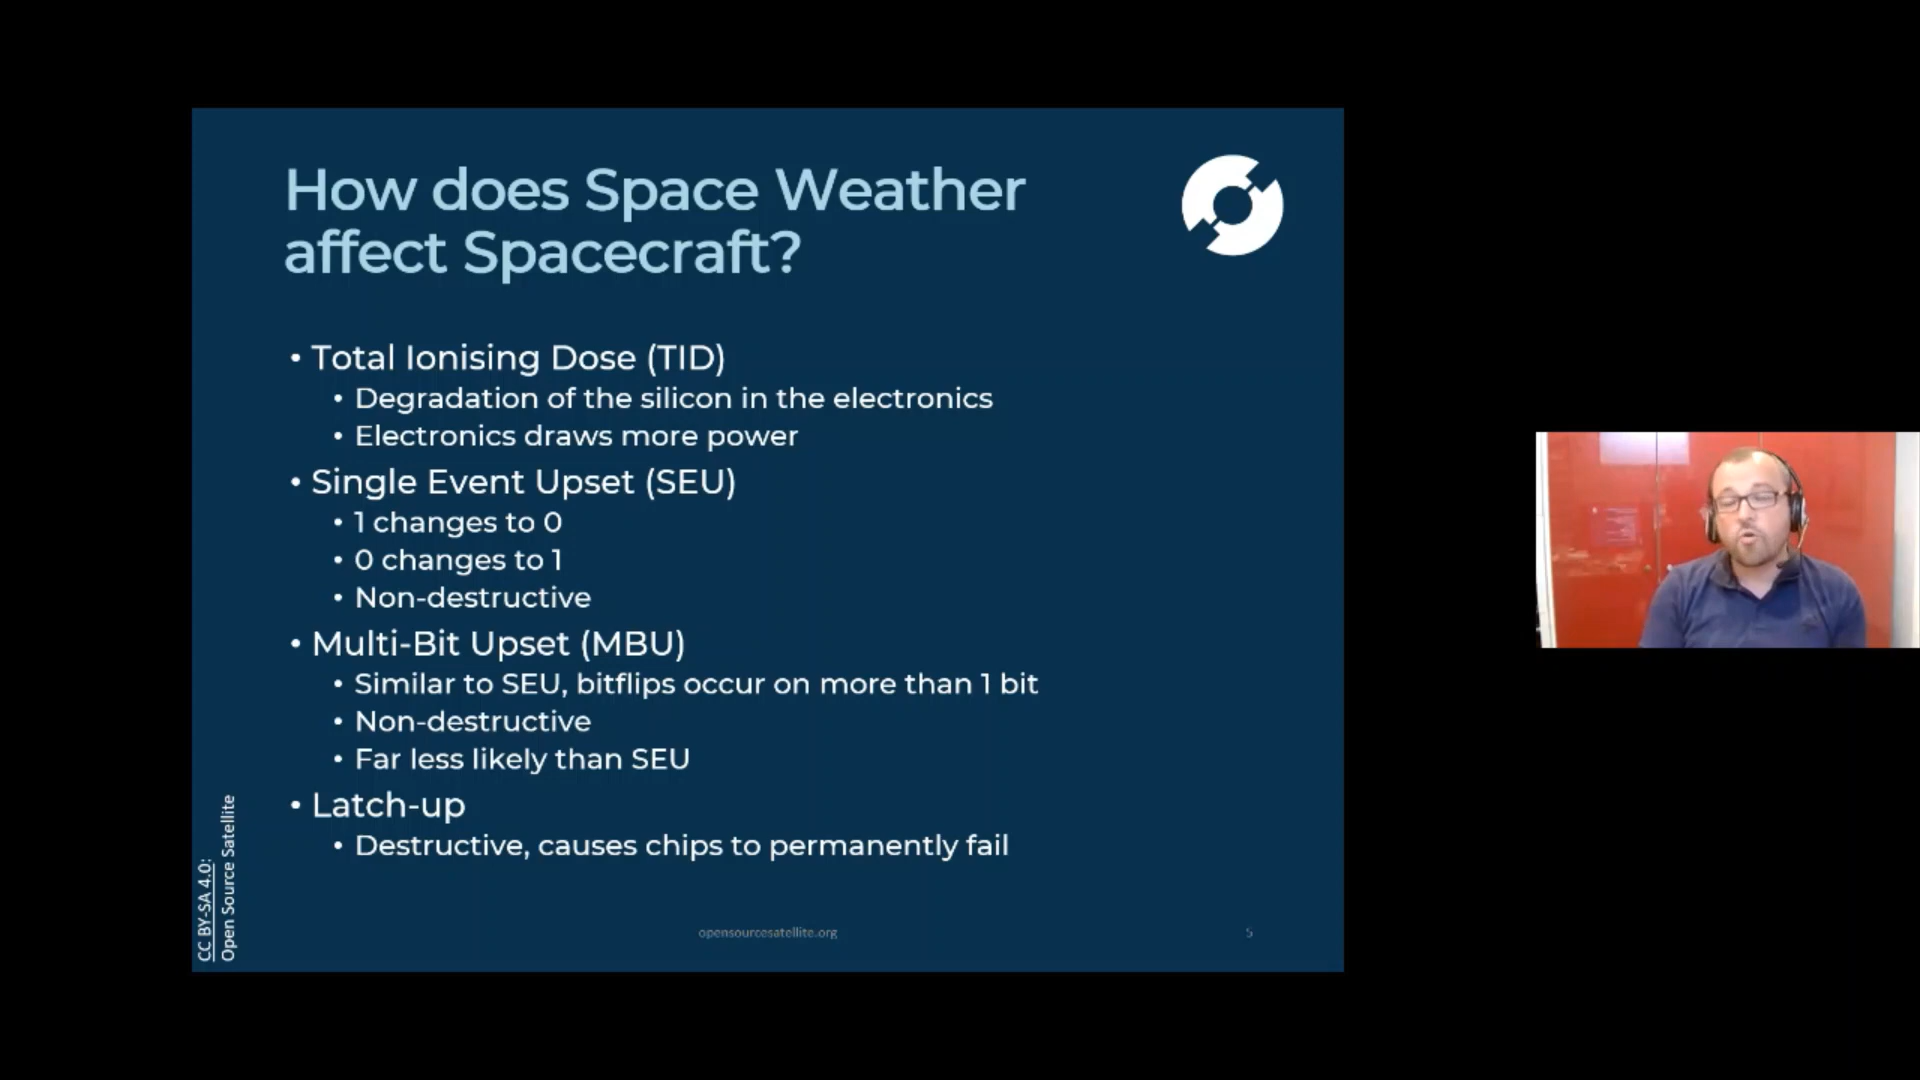 How does Space Weather
affect Spacecraft?
• Total Ionising Dose (TID)
• Degradation of the silicon in the electronics
• Electronics draws more power
• Single Event Upset (SEU)
• 1 changes to 0
• 0 changes to 1
• Non-destructive
• Multi-Bit Upset (MBU)
• Similar to SEU, bitflips occur on more than 1 bit
• Non-destructive
• Far less likely than SEU
• Latch-up
• Destructive, causes chips to permanently fail
CC BY-SA 4.0:
Open Source Satellite
opensourcesatellite.org
5